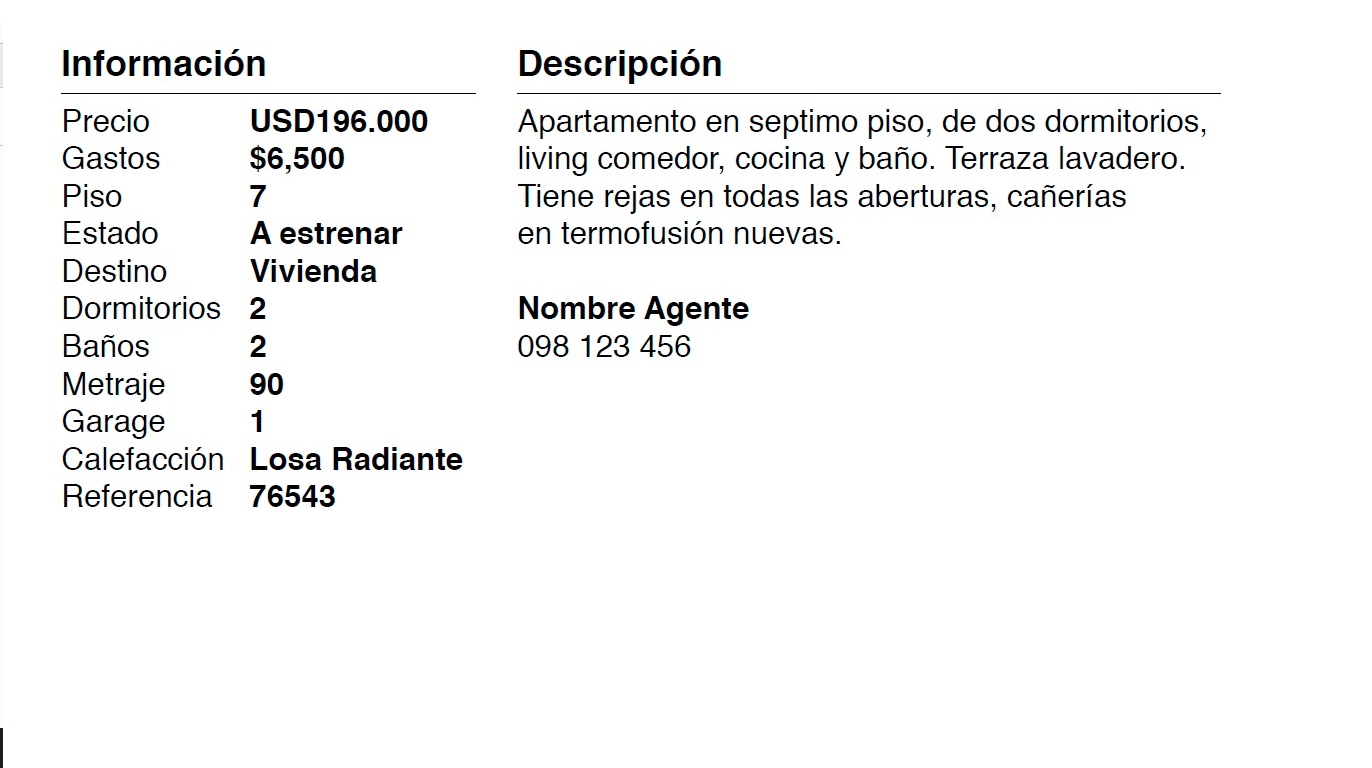 Información
Precio USD196.000
Gastos $6,500
Piso 7
Estado A estrenar
Destino Vivienda
Dormitorios 2
Baños 2
Metraje 90
Garage 1
Calefacción Losa Radiante
Referencia 76543
Descripción
Apartamento en septimo piso, de dos dormitorios,
living comedor, cocina y baño. Terraza lavadero.
Tiene rejas en todas las aberturas, cañerías
en termofusión nuevas.
Nombre Agente
098 123 456